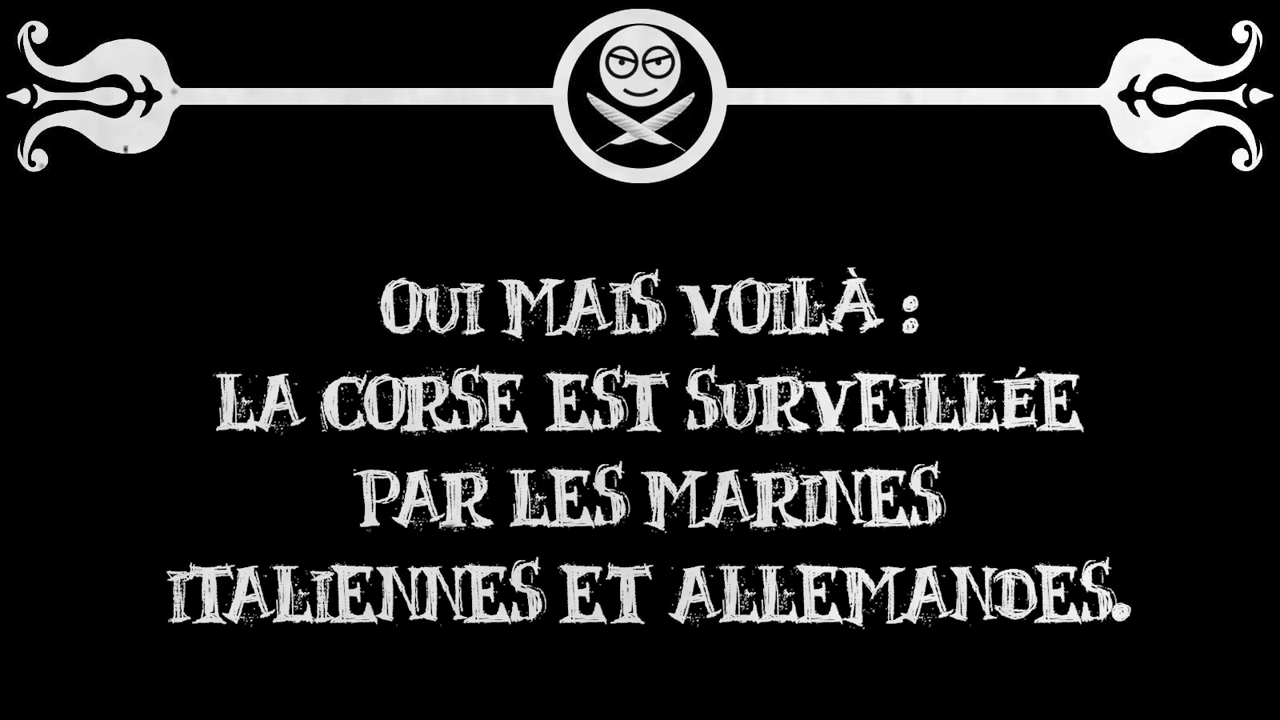 OUI MAIS VOILÀ :
LA CORSE EST SURVEILLÉE
PAR LES MARINES
ITALIENNES ET ALLEMANDES.